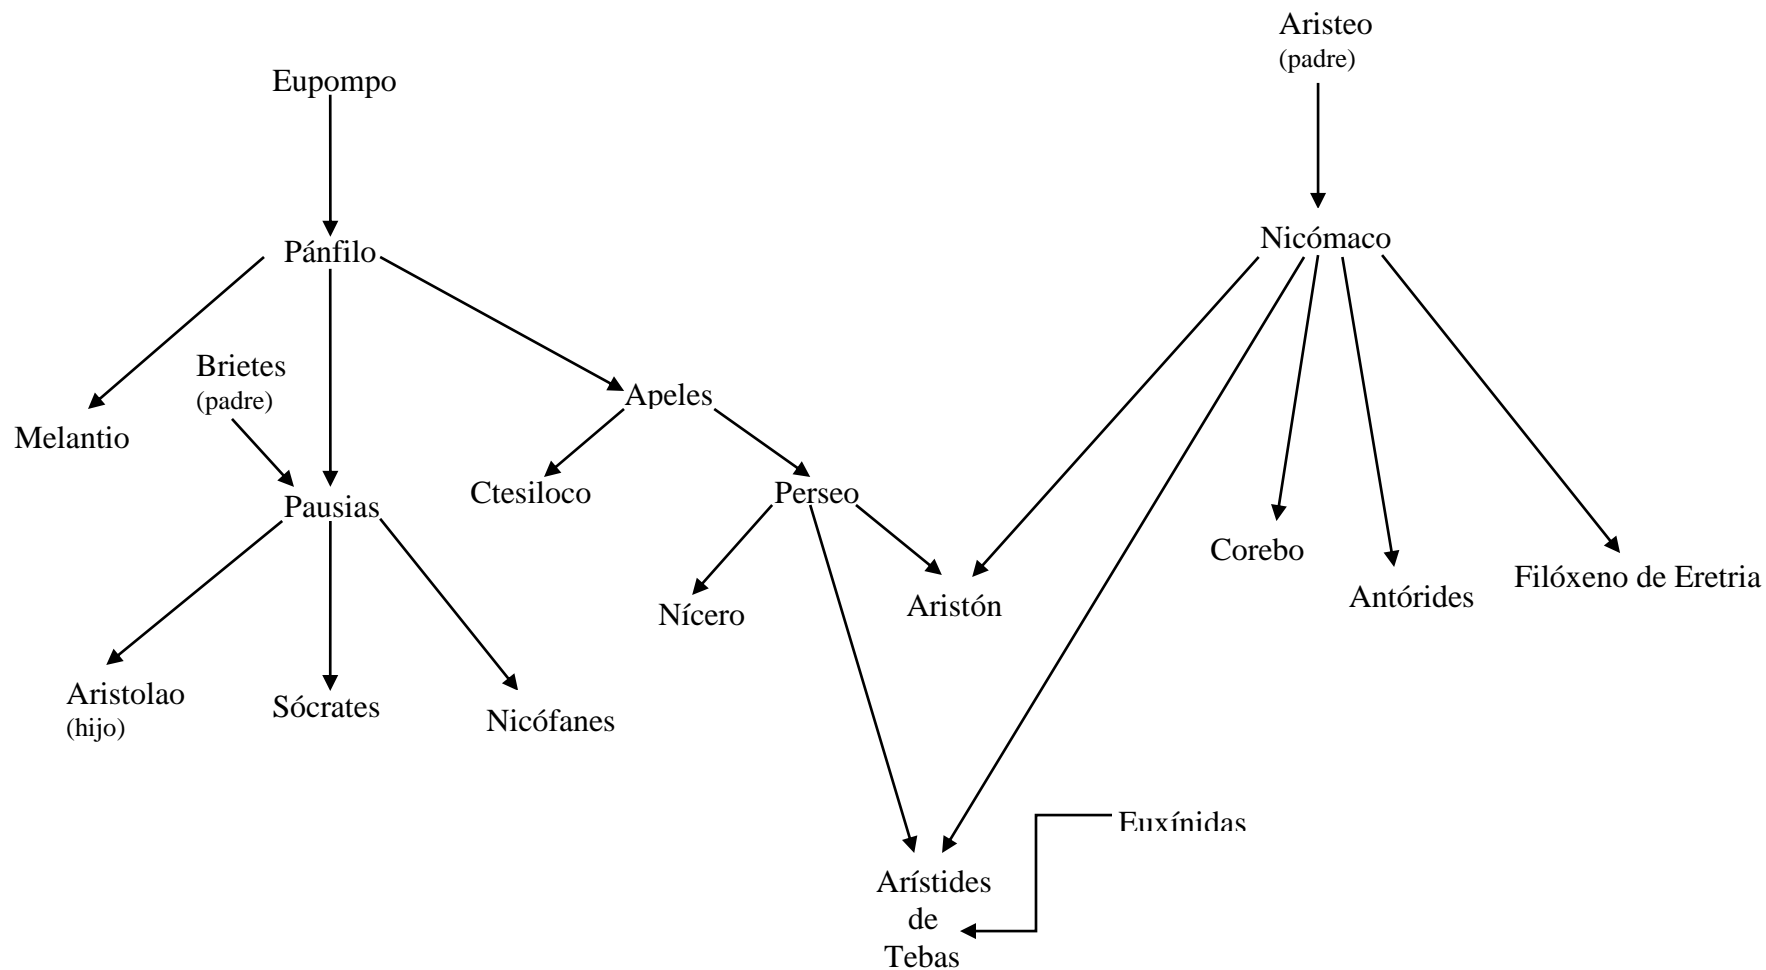 Aristeo
(padre)
Eupompo
Nicómaco
Pánfilo
Brietes
(padre)
Apeles
Melantio
Ctesiloco
Perseo
Pausias
Corebo
Filóxeno de Eretria
Antórides
Nícero
Aristón
Aristolao
(hijo)
Sócrates
Nicófanes
Euxínidas
Arístides
de
Tebas